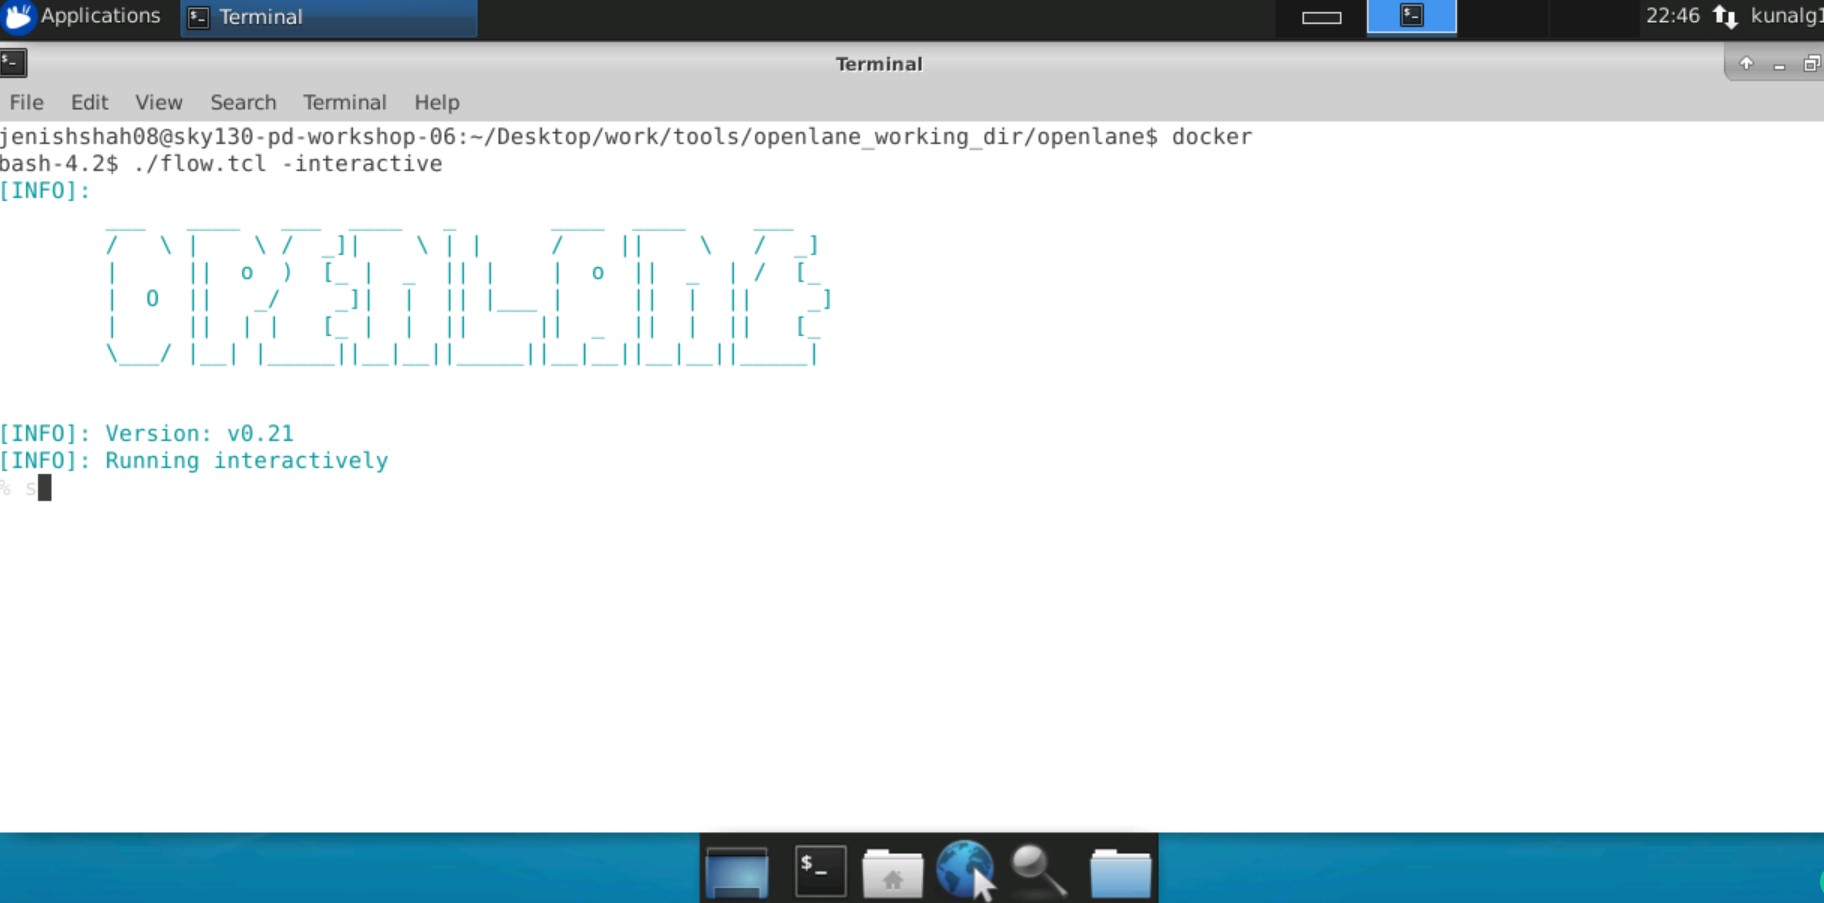 Applications
Terminal
22:46
kunalg1
Terminal
File Edit View Search Terminal Help
jenishshah08@sky130-pd-workshop-06:~/Desktop/work/tools/openlane_working_dir/openlane$ docker
bash-4.2$ ./flow.tcl -interactive
[INFO]:
OPENLANE
[INFO]: Version: v0.21
[INFO]: Running interactively
% s